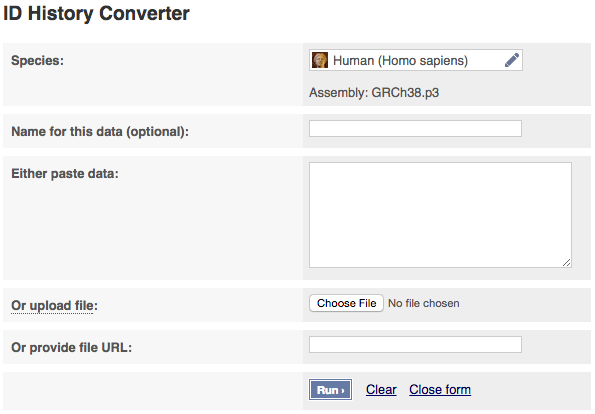 ID History Converter
Species:
Human (Homo sapiens)
Assembly: GRCh38.p3
Name for this data (optional):
Either paste data:
Or upload file:
Choose File No file chosen
Or provide file URL:
Run › Clear Close form